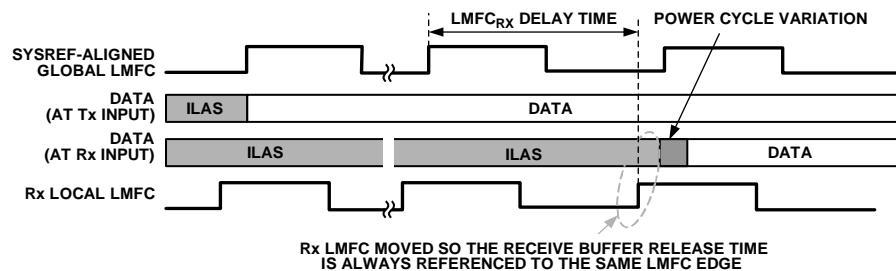 LMFCRX DELAY TIME
POWER CYCLE VARIATION
SYSREF-ALIGNED
GLOBAL LMFC
DATA
(AT Tx INPUT)
ILAS
DATA
DATA
(AT Rx INPUT)
ILAS
ILAS
DATA
Rx LOCAL LMFC
Rx LMFC MOVED SO THE RECEIVE BUFFER RELEASE TIME
IS ALWAYS REFERENCED TO THE SAME LMFC EDGE